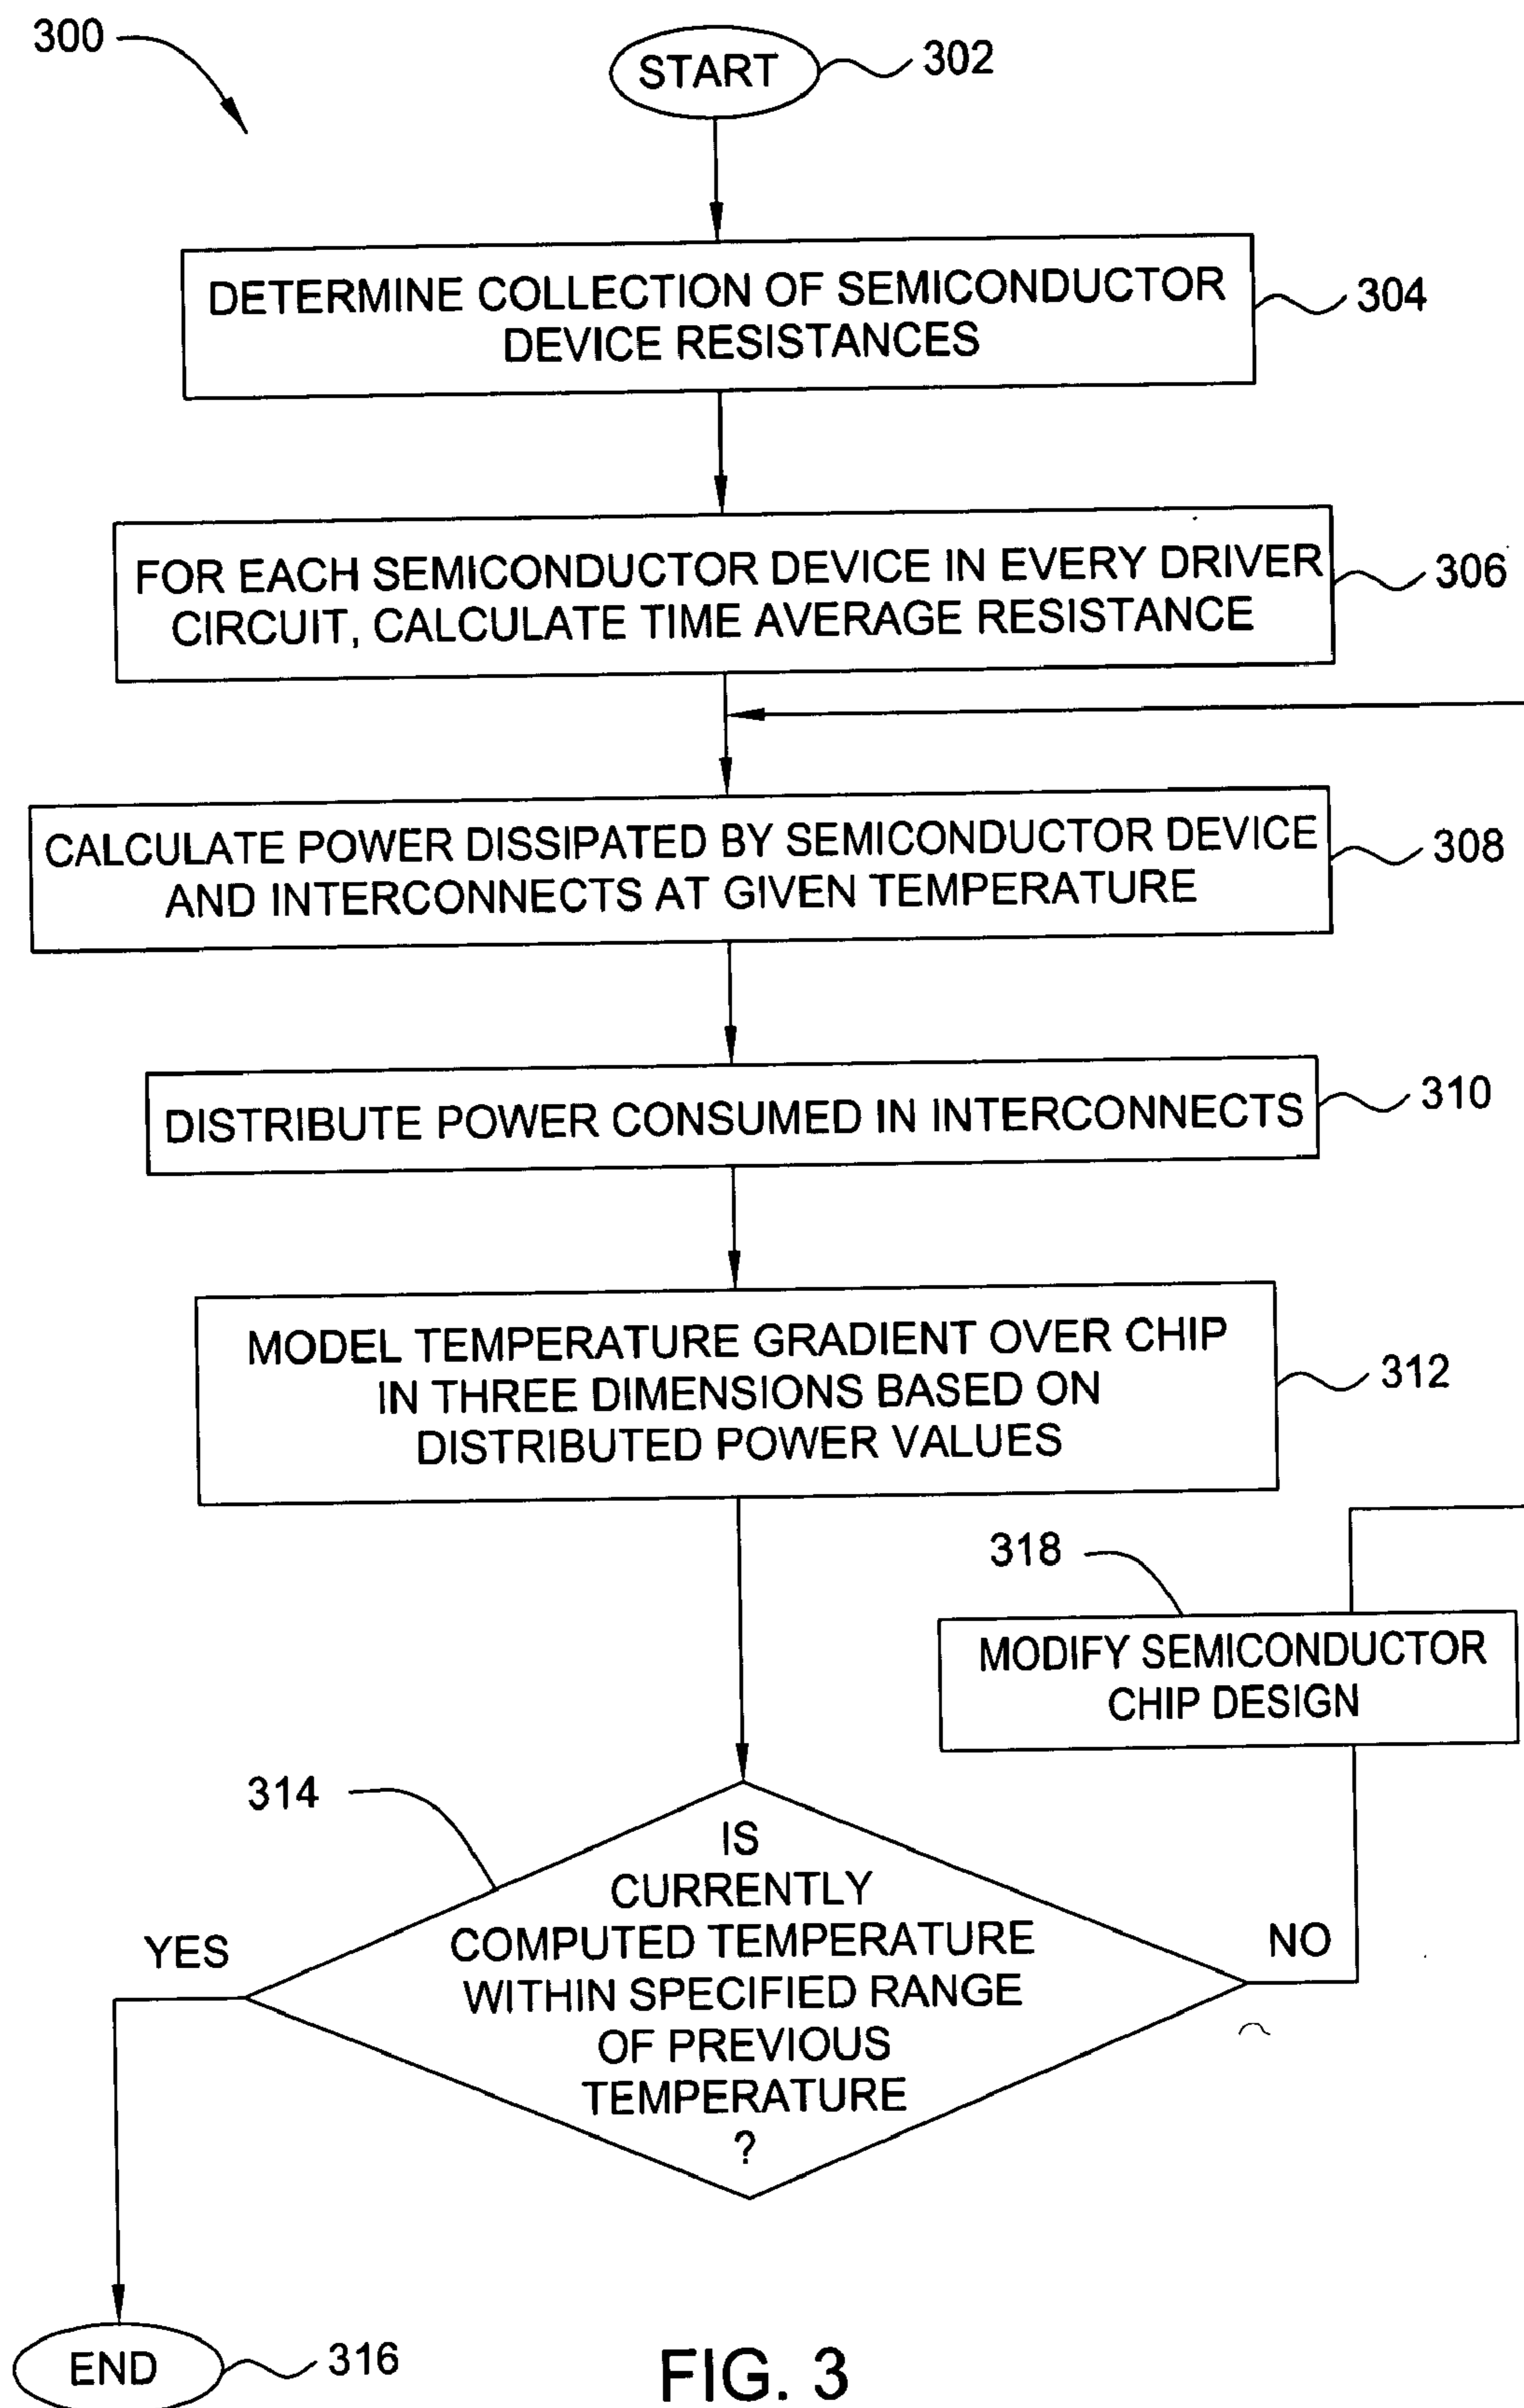 300
START
302
DETERMINE COLLECTION OF SEMICONDUCTOR
DEVICE RESISTANCES
304
FOR EACH SEMICONDUCTOR DEVICE IN EVERY DRIVER
CIRCUIT, CALCULATE TIME AVERAGE RESISTANCE
306
CALCULATE POWER DISSIPATED BY SEMICONDUCTOR DEVICE
AND INTERCONNECTS AT GIVEN TEMPERATURE
308
DISTRIBUTE POWER CONSUMED IN INTERCONNECTS
310
MODEL TEMPERATURE GRADIENT OVER CHIP
IN THREE DIMENSIONS BASED ON
DISTRIBUTED POWER VALUES
312
318
MODIFY SEMICONDUCTOR
CHIP DESIGN
314
IS
CURRENTLY
COMPUTED TEMPERATURE
WITHIN SPECIFIED RANGE
OF PREVIOUS
TEMPERATURE
?
YES
NO
END
316
FIG. 3